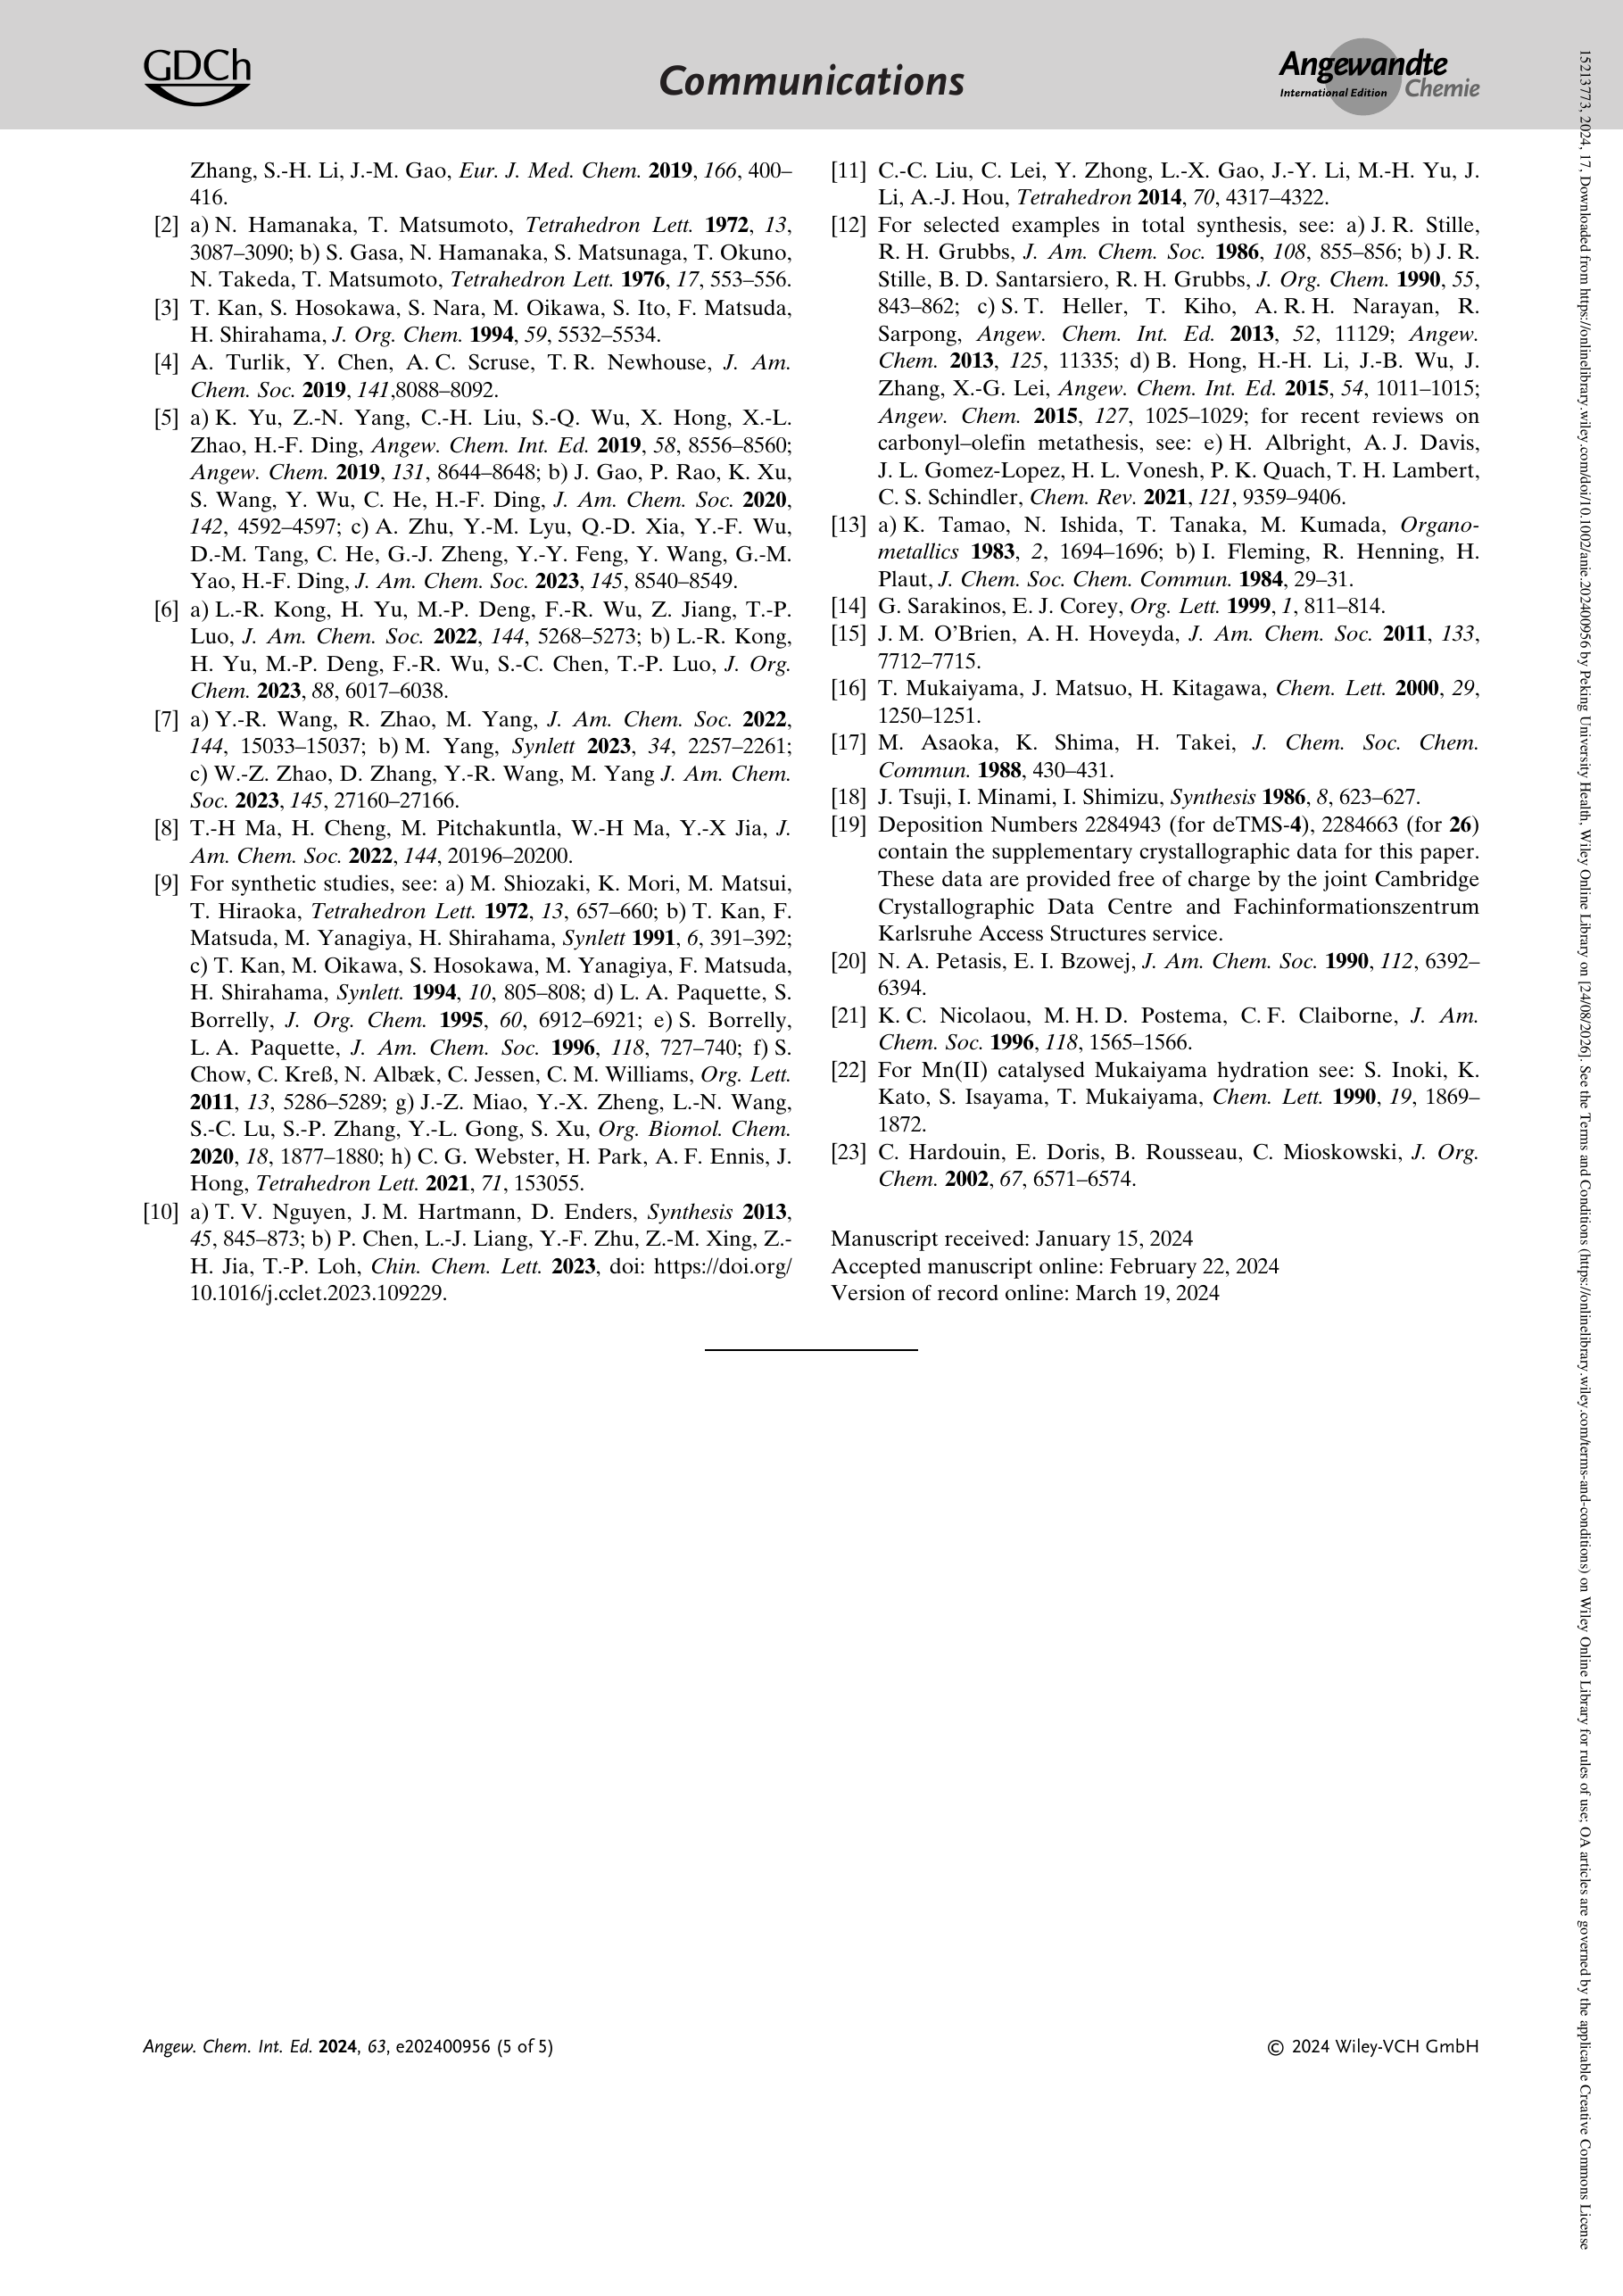 GDCh
Communications
Angewandte
International Edition Chemie
Zhang, S.-H. Li, J.-M. Gao, Eur. J. Med. Chem. 2019, 166, 400–
416.
[2] a) N. Hamanaka, T. Matsumoto, Tetrahedron Lett. 1972, 13,
3087–3090; b) S. Gasa, N. Hamanaka, S. Matsunaga, T. Okuno,
N. Takeda, T. Matsumoto, Tetrahedron Lett. 1976, 17, 553–556.
[3] T. Kan, S. Hosokawa, S. Nara, M. Oikawa, S. Ito, F. Matsuda,
H. Shirahama, J. Org. Chem. 1994, 59, 5532–5534.
[4] A. Turlik, Y. Chen, A. C. Scruse, T. R. Newhouse, J. Am.
Chem. Soc. 2019, 141,8088–8092.
[5] a) K. Yu, Z.-N. Yang, C.-H. Liu, S.-Q. Wu, X. Hong, X.-L.
Zhao, H.-F. Ding, Angew. Chem. Int. Ed. 2019, 58, 8556–8560;
Angew. Chem. 2019, 131, 8644–8648; b) J. Gao, P. Rao, K. Xu,
S. Wang, Y. Wu, C. He, H.-F. Ding, J. Am. Chem. Soc. 2020,
142, 4592–4597; c) A. Zhu, Y.-M. Lyu, Q.-D. Xia, Y.-F. Wu,
D.-M. Tang, C. He, G.-J. Zheng, Y.-Y. Feng, Y. Wang, G.-M.
Yao, H.-F. Ding, J. Am. Chem. Soc. 2023, 145, 8540–8549.
[6] a) L.-R. Kong, H. Yu, M.-P. Deng, F.-R. Wu, Z. Jiang, T.-P.
Luo, J. Am. Chem. Soc. 2022, 144, 5268–5273; b) L.-R. Kong,
H. Yu, M.-P. Deng, F.-R. Wu, S.-C. Chen, T.-P. Luo, J. Org.
Chem. 2023, 88, 6017–6038.
[7] a) Y.-R. Wang, R. Zhao, M. Yang, J. Am. Chem. Soc. 2022,
144, 15033–15037; b) M. Yang, Synlett 2023, 34, 2257–2261;
c) W.-Z. Zhao, D. Zhang, Y.-R. Wang, M. Yang J. Am. Chem.
Soc. 2023, 145, 27160–27166.
[8] T.-H Ma, H. Cheng, M. Pitchakuntla, W.-H Ma, Y.-X Jia, J.
Am. Chem. Soc. 2022, 144, 20196–20200.
[9] For synthetic studies, see: a) M. Shiozaki, K. Mori, M. Matsui,
T. Hiraoka, Tetrahedron Lett. 1972, 13, 657–660; b) T. Kan, F.
Matsuda, M. Yanagiya, H. Shirahama, Synlett 1991, 6, 391–392;
c) T. Kan, M. Oikawa, S. Hosokawa, M. Yanagiya, F. Matsuda,
H. Shirahama, Synlett. 1994, 10, 805–808; d) L. A. Paquette, S.
Borrelly, J. Org. Chem. 1995, 60, 6912–6921; e) S. Borrelly,
L. A. Paquette, J. Am. Chem. Soc. 1996, 118, 727–740; f) S.
Chow, C. Kreß, N. Albæk, C. Jessen, C. M. Williams, Org. Lett.
2011, 13, 5286–5289; g) J.-Z. Miao, Y.-X. Zheng, L.-N. Wang,
S.-C. Lu, S.-P. Zhang, Y.-L. Gong, S. Xu, Org. Biomol. Chem.
2020, 18, 1877–1880; h) C. G. Webster, H. Park, A. F. Ennis, J.
Hong, Tetrahedron Lett. 2021, 71, 153055.
[10] a) T. V. Nguyen, J. M. Hartmann, D. Enders, Synthesis 2013,
45, 845–873; b) P. Chen, L.-J. Liang, Y.-F. Zhu, Z.-M. Xing, Z.-
H. Jia, T.-P. Loh, Chin. Chem. Lett. 2023, doi: https://doi.org/
10.1016/j.cclet.2023.109229.
[11] C.-C. Liu, C. Lei, Y. Zhong, L.-X. Gao, J.-Y. Li, M.-H. Yu, J.
Li, A.-J. Hou, Tetrahedron 2014, 70, 4317–4322.
[12] For selected examples in total synthesis, see: a) J. R. Stille,
R. H. Grubbs, J. Am. Chem. Soc. 1986, 108, 855–856; b) J. R.
Stille, B. D. Santarsiero, R. H. Grubbs, J. Org. Chem. 1990, 55,
843–862; c) S. T. Heller, T. Kiho, A. R. H. Narayan, R.
Sarpong, Angew. Chem. Int. Ed. 2013, 52, 11129; Angew.
Chem. 2013, 125, 11335; d) B. Hong, H.-H. Li, J.-B. Wu, J.
Zhang, X.-G. Lei, Angew. Chem. Int. Ed. 2015, 54, 1011–1015;
Angew. Chem. 2015, 127, 1025–1029; for recent reviews on
carbonyl–olefin metathesis, see: e) H. Albright, A. J. Davis,
J. L. Gomez-Lopez, H. L. Vonesh, P. K. Quach, T. H. Lambert,
C. S. Schindler, Chem. Rev. 2021, 121, 9359–9406.
[13] a) K. Tamao, N. Ishida, T. Tanaka, M. Kumada, Organo-
metallics 1983, 2, 1694–1696; b) I. Fleming, R. Henning, H.
Plaut, J. Chem. Soc. Chem. Commun. 1984, 29–31.
[14] G. Sarakinos, E. J. Corey, Org. Lett. 1999, 1, 811–814.
[15] J. M. O’Brien, A. H. Hoveyda, J. Am. Chem. Soc. 2011, 133,
7712–7715.
[16] T. Mukaiyama, J. Matsuo, H. Kitagawa, Chem. Lett. 2000, 29,
1250–1251.
[17] M. Asaoka, K. Shima, H. Takei, J. Chem. Soc. Chem.
Commun. 1988, 430–431.
[18] J. Tsuji, I. Minami, I. Shimizu, Synthesis 1986, 8, 623–627.
[19] Deposition Numbers 2284943 (for deTMS-4), 2284663 (for 26)
contain the supplementary crystallographic data for this paper.
These data are provided free of charge by the joint Cambridge
Crystallographic Data Centre and Fachinformationszentrum
Karlsruhe Access Structures service.
[20] N. A. Petasis, E. I. Bzowej, J. Am. Chem. Soc. 1990, 112, 6392–
6394.
[21] K. C. Nicolaou, M. H. D. Postema, C. F. Claiborne, J. Am.
Chem. Soc. 1996, 118, 1565–1566.
[22] For Mn(II) catalysed Mukaiyama hydration see: S. Inoki, K.
Kato, S. Isayama, T. Mukaiyama, Chem. Lett. 1990, 19, 1869–
1872.
[23] C. Hardouin, E. Doris, B. Rousseau, C. Mioskowski, J. Org.
Chem. 2002, 67, 6571–6574.
Manuscript received: January 15, 2024
Accepted manuscript online: February 22, 2024
Version of record online: March 19, 2024
Angew. Chem. Int. Ed. 2024, 63, e202400956 (5 of 5)
© 2024 Wiley-VCH GmbH
15213773, 2024, 17, Downloaded from https://onlinelibrary.wiley.com/doi/10.1002/anie.202400956 by Peking University Health, Wiley Online Library on [24/08/2026]. See the Terms and Conditions (https://onlinelibrary.wiley.com/terms-and-conditions) on Wiley Online Library for rules of use; OA articles are governed by the applicable Creative Commons License